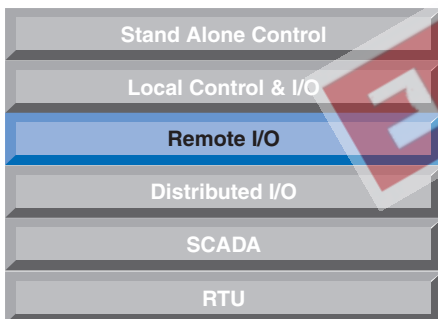 Stand Alone Control
Local Control & I/O
Remote I/O
Distributed I/O
SCADA
RTU